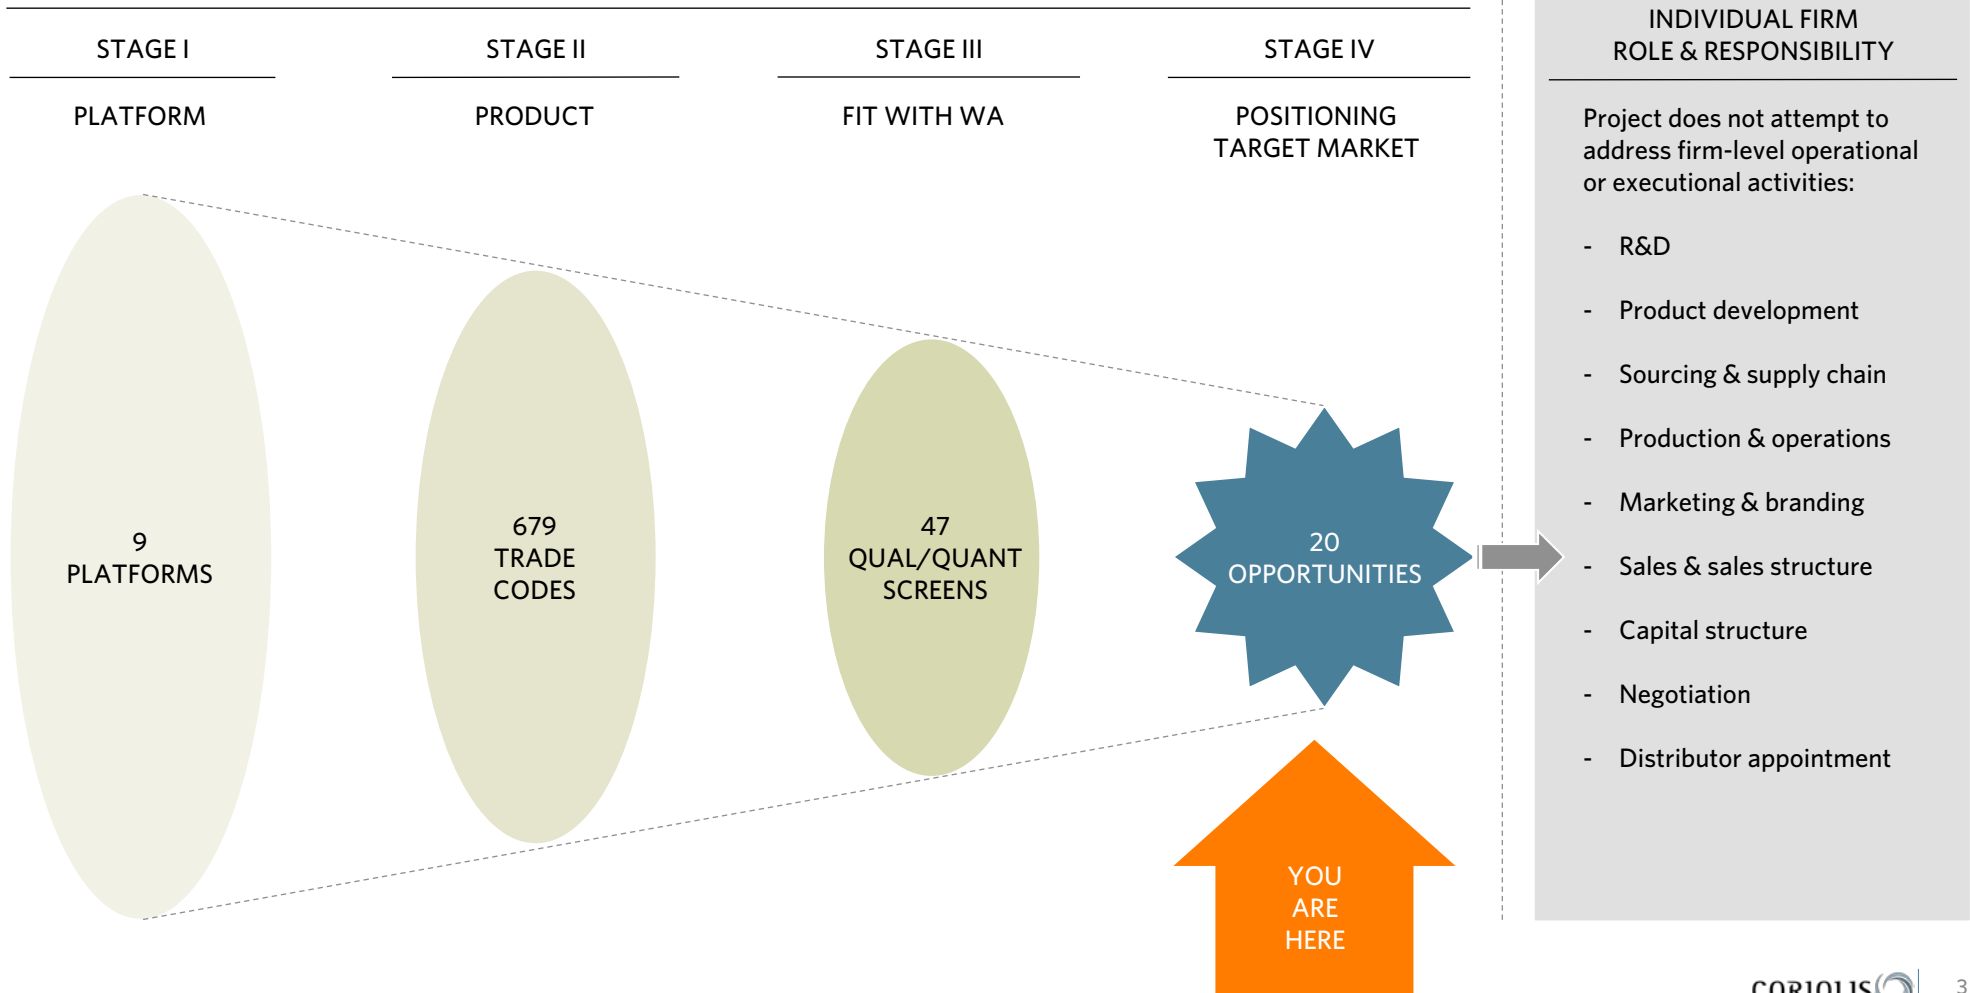 STAGE I
PLATFORM
9
PLATFORMS
STAGE II
PRODUCT
679
TRADE
CODES
STAGE III
FIT WITH WA
47
QUAL/QUANT
SCREENS
STAGE IV
POSITIONING
TARGET MARKET
20
OPPORTUNITIES
YOU
ARE
HERE
INDIVIDUAL FIRM
ROLE & RESPONSIBILITY
Project does not attempt to
address firm-level operational
or executional activities:
- R&D
- Product development
- Sourcing & supply chain
- Production & operations
- Marketing & branding
- Sales & sales structure
- Capital structure
- Negotiation
- Distributor appointment
CORIOLIS
3